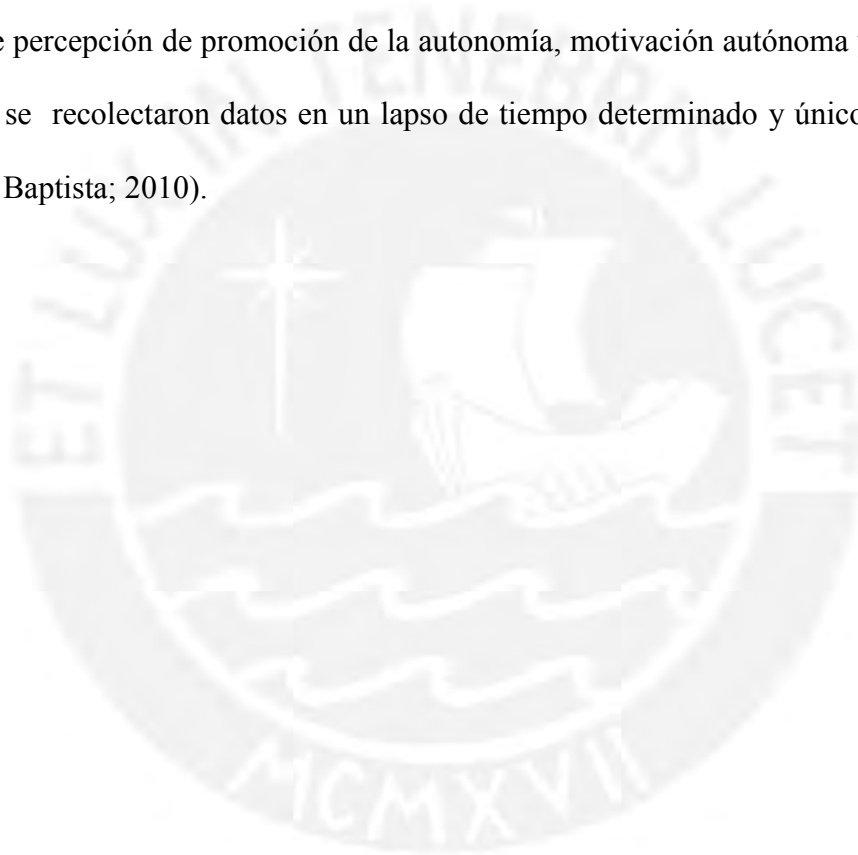 percepción de promoción de la autonomía, motivación autónoma
se recolectaron datos en un lapso de tiempo determinado y único
Baptista; 2010).
ET LUX IN TENEBRIS LUCET
MCMXVII